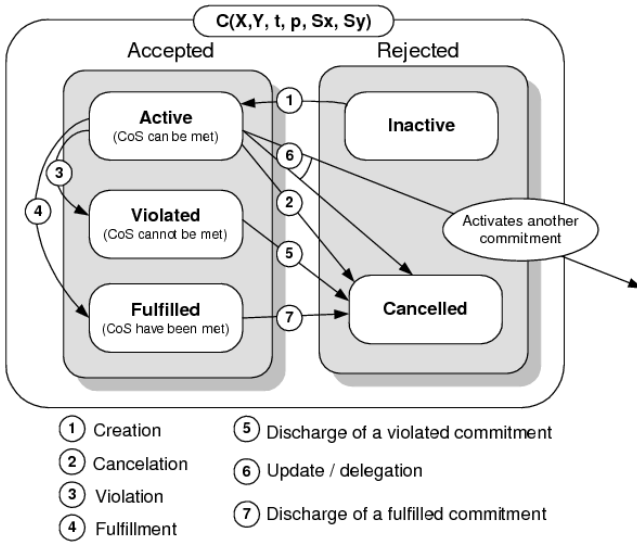 C(X,Y, t, p, Sx, Sy)
Accepted
Rejected
Active
(CoS can be met)
1
Inactive
6
3
4
2
Violated
(CoS cannot be met)
Activates another
commitment
5
Fulfilled
(CoS have been met)
7
Cancelled
1 Creation
2 Cancelation
3 Violation
4 Fulfillment
5 Discharge of a violated commitment
6 Update / delegation
7 Discharge of a fulfilled commitment